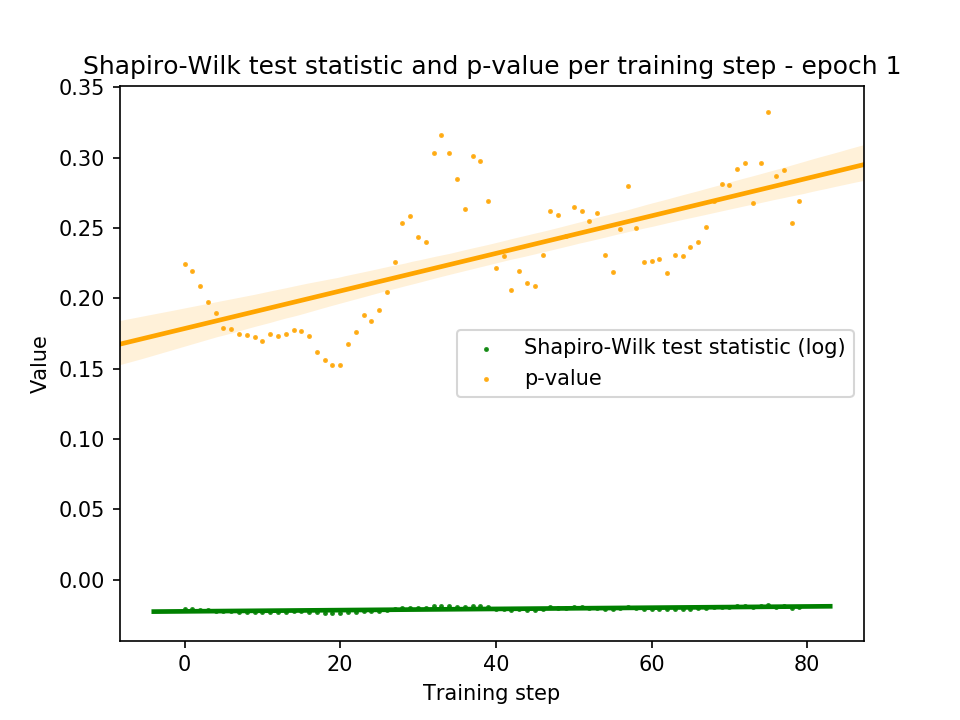 Shapiro-Wilk test statistic and p-value per training step - epoch 1
0.35
0.30
0.25
0.20
0.15
0.10
0.05
0.00
Value
Shapiro-Wilk test statistic (log)
p-value
0 20 40 60 80
Training step